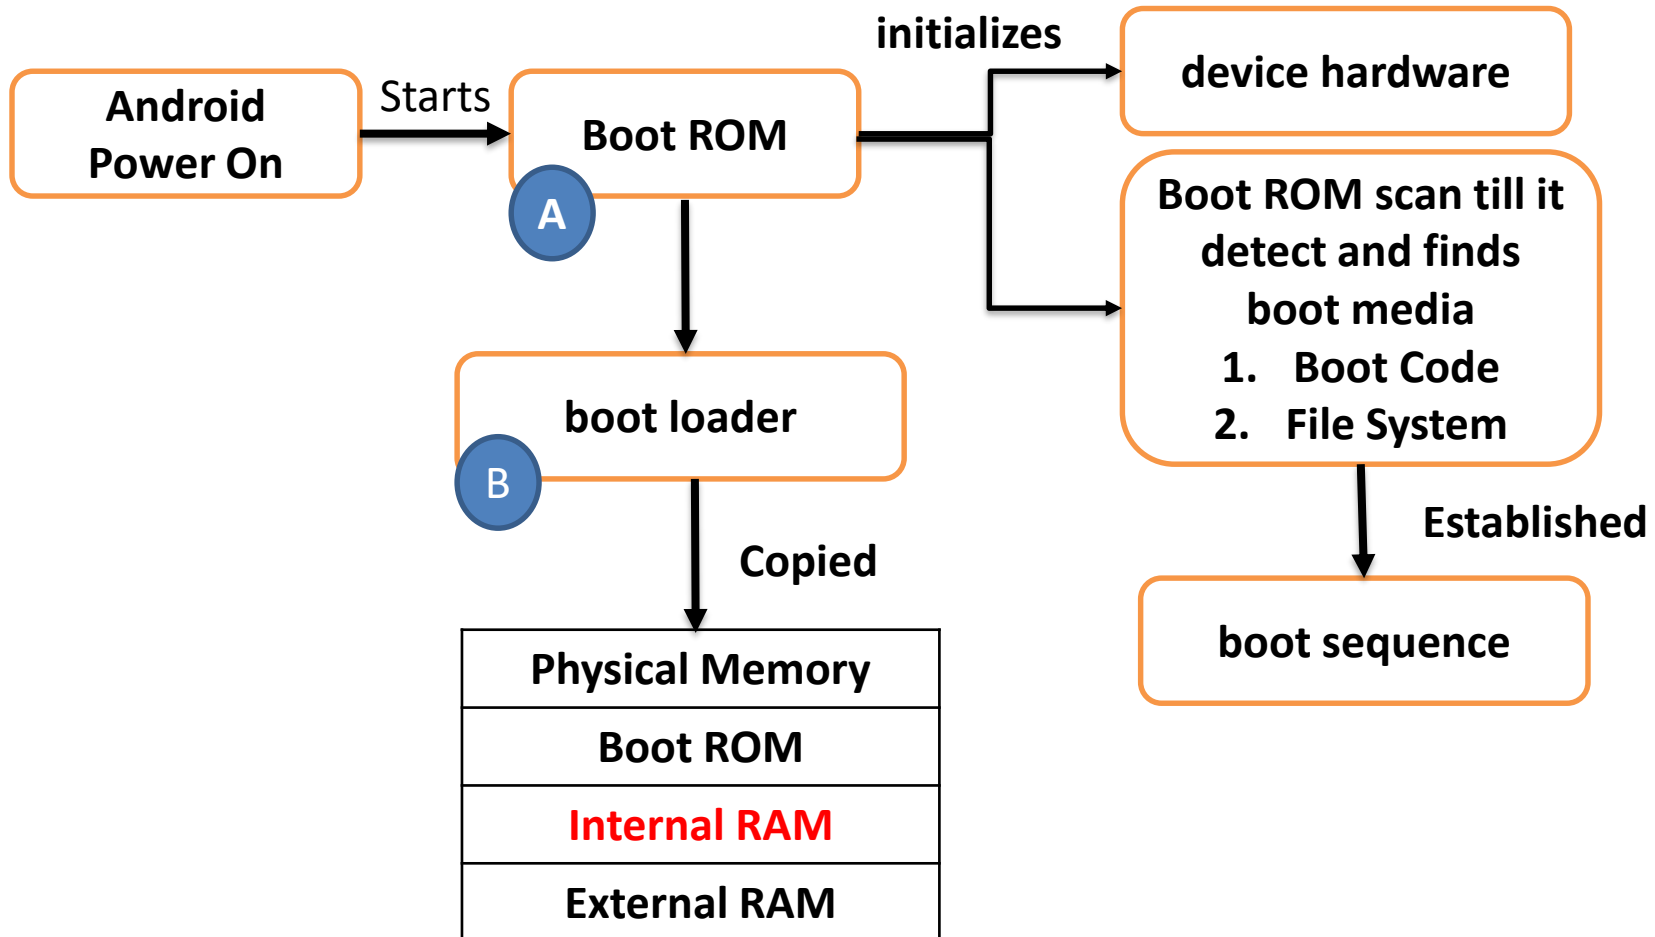 Android
Power On
Starts
Boot ROM
A
initializes
device hardware
Boot ROM scan till it
detect and finds
boot media
1. Boot Code
2. File System
Established
boot sequence
boot loader
B
Copied
Physical Memory
Boot ROM
Internal RAM
External RAM